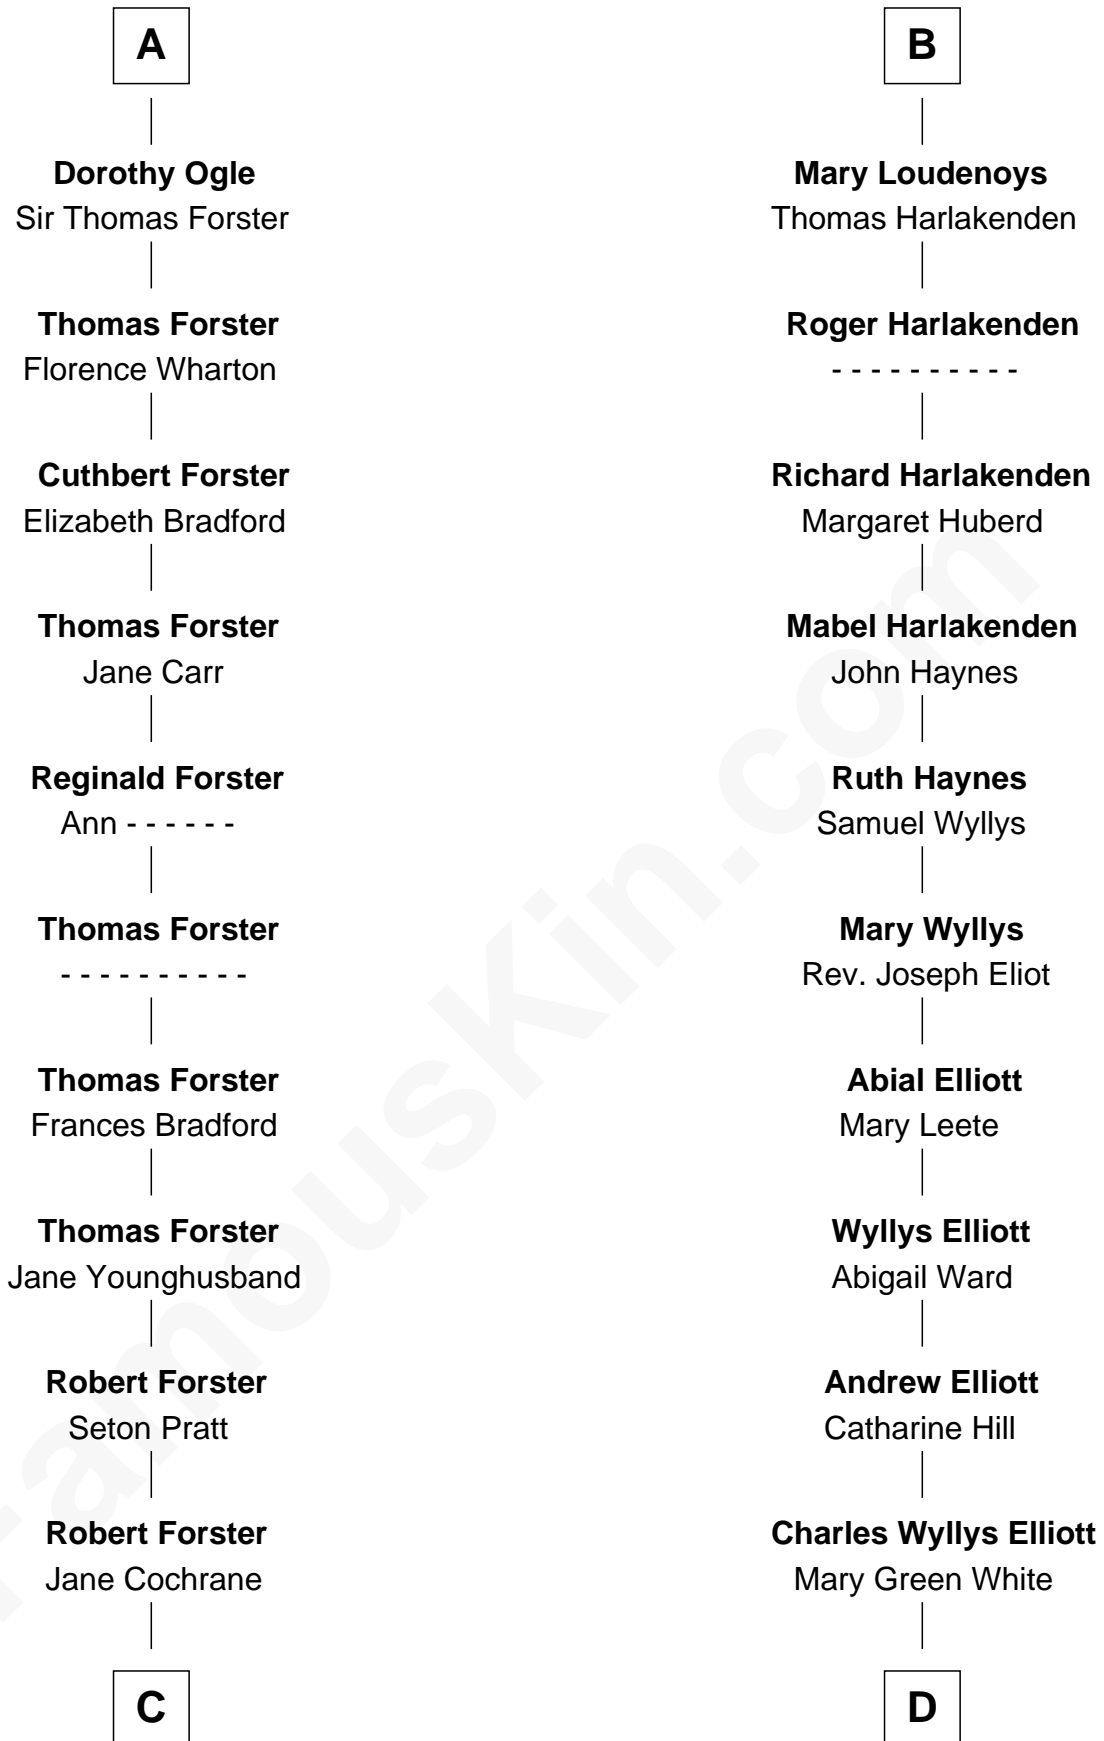 A
Dorothy Ogle
Sir Thomas Forster
Thomas Forster
Florence Wharton
Cuthbert Forster
Elizabeth Bradford
Thomas Forster
Jane Carr
Reginald Forster
Ann - - - - - -
Thomas Forster
- - - - - - - - - -
Thomas Forster
Frances Bradford
Thomas Forster
Jane Younghusband
Robert Forster
Seton Pratt
Robert Forster
Jane Cochrane
C
B
Mary Loudenoys
Thomas Harlakenden
Roger Harlakenden
- - - - - - - - - -
Richard Harlakenden
Margaret Huberd
Mabel Harlakenden
John Haynes
Ruth Haynes
Samuel Wyllys
Mary Wyllys
Rev. Joseph Eliot
Abial Elliott
Mary Leete
Wyllys Elliott
Abigail Ward
Andrew Elliott
Catharine Hill
Charles Wyllys Elliott
Mary Green White
D
FamousKin.com